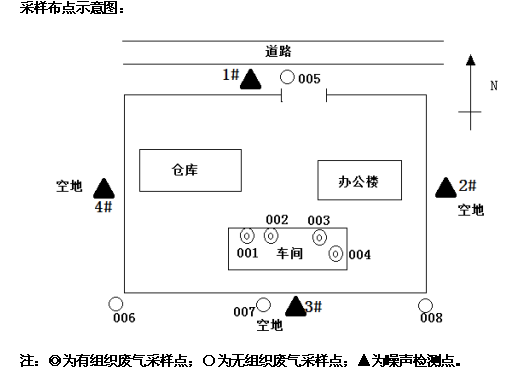 采样布点示意图：
道路
1#
005
N
仓库
办公楼
空地
4#
2#
空地
002
003
001
车间
004
006
007
3#
008
空地
注：◎为有组织废气采样点；○为无组织废气采样点；▲为噪声检测点。